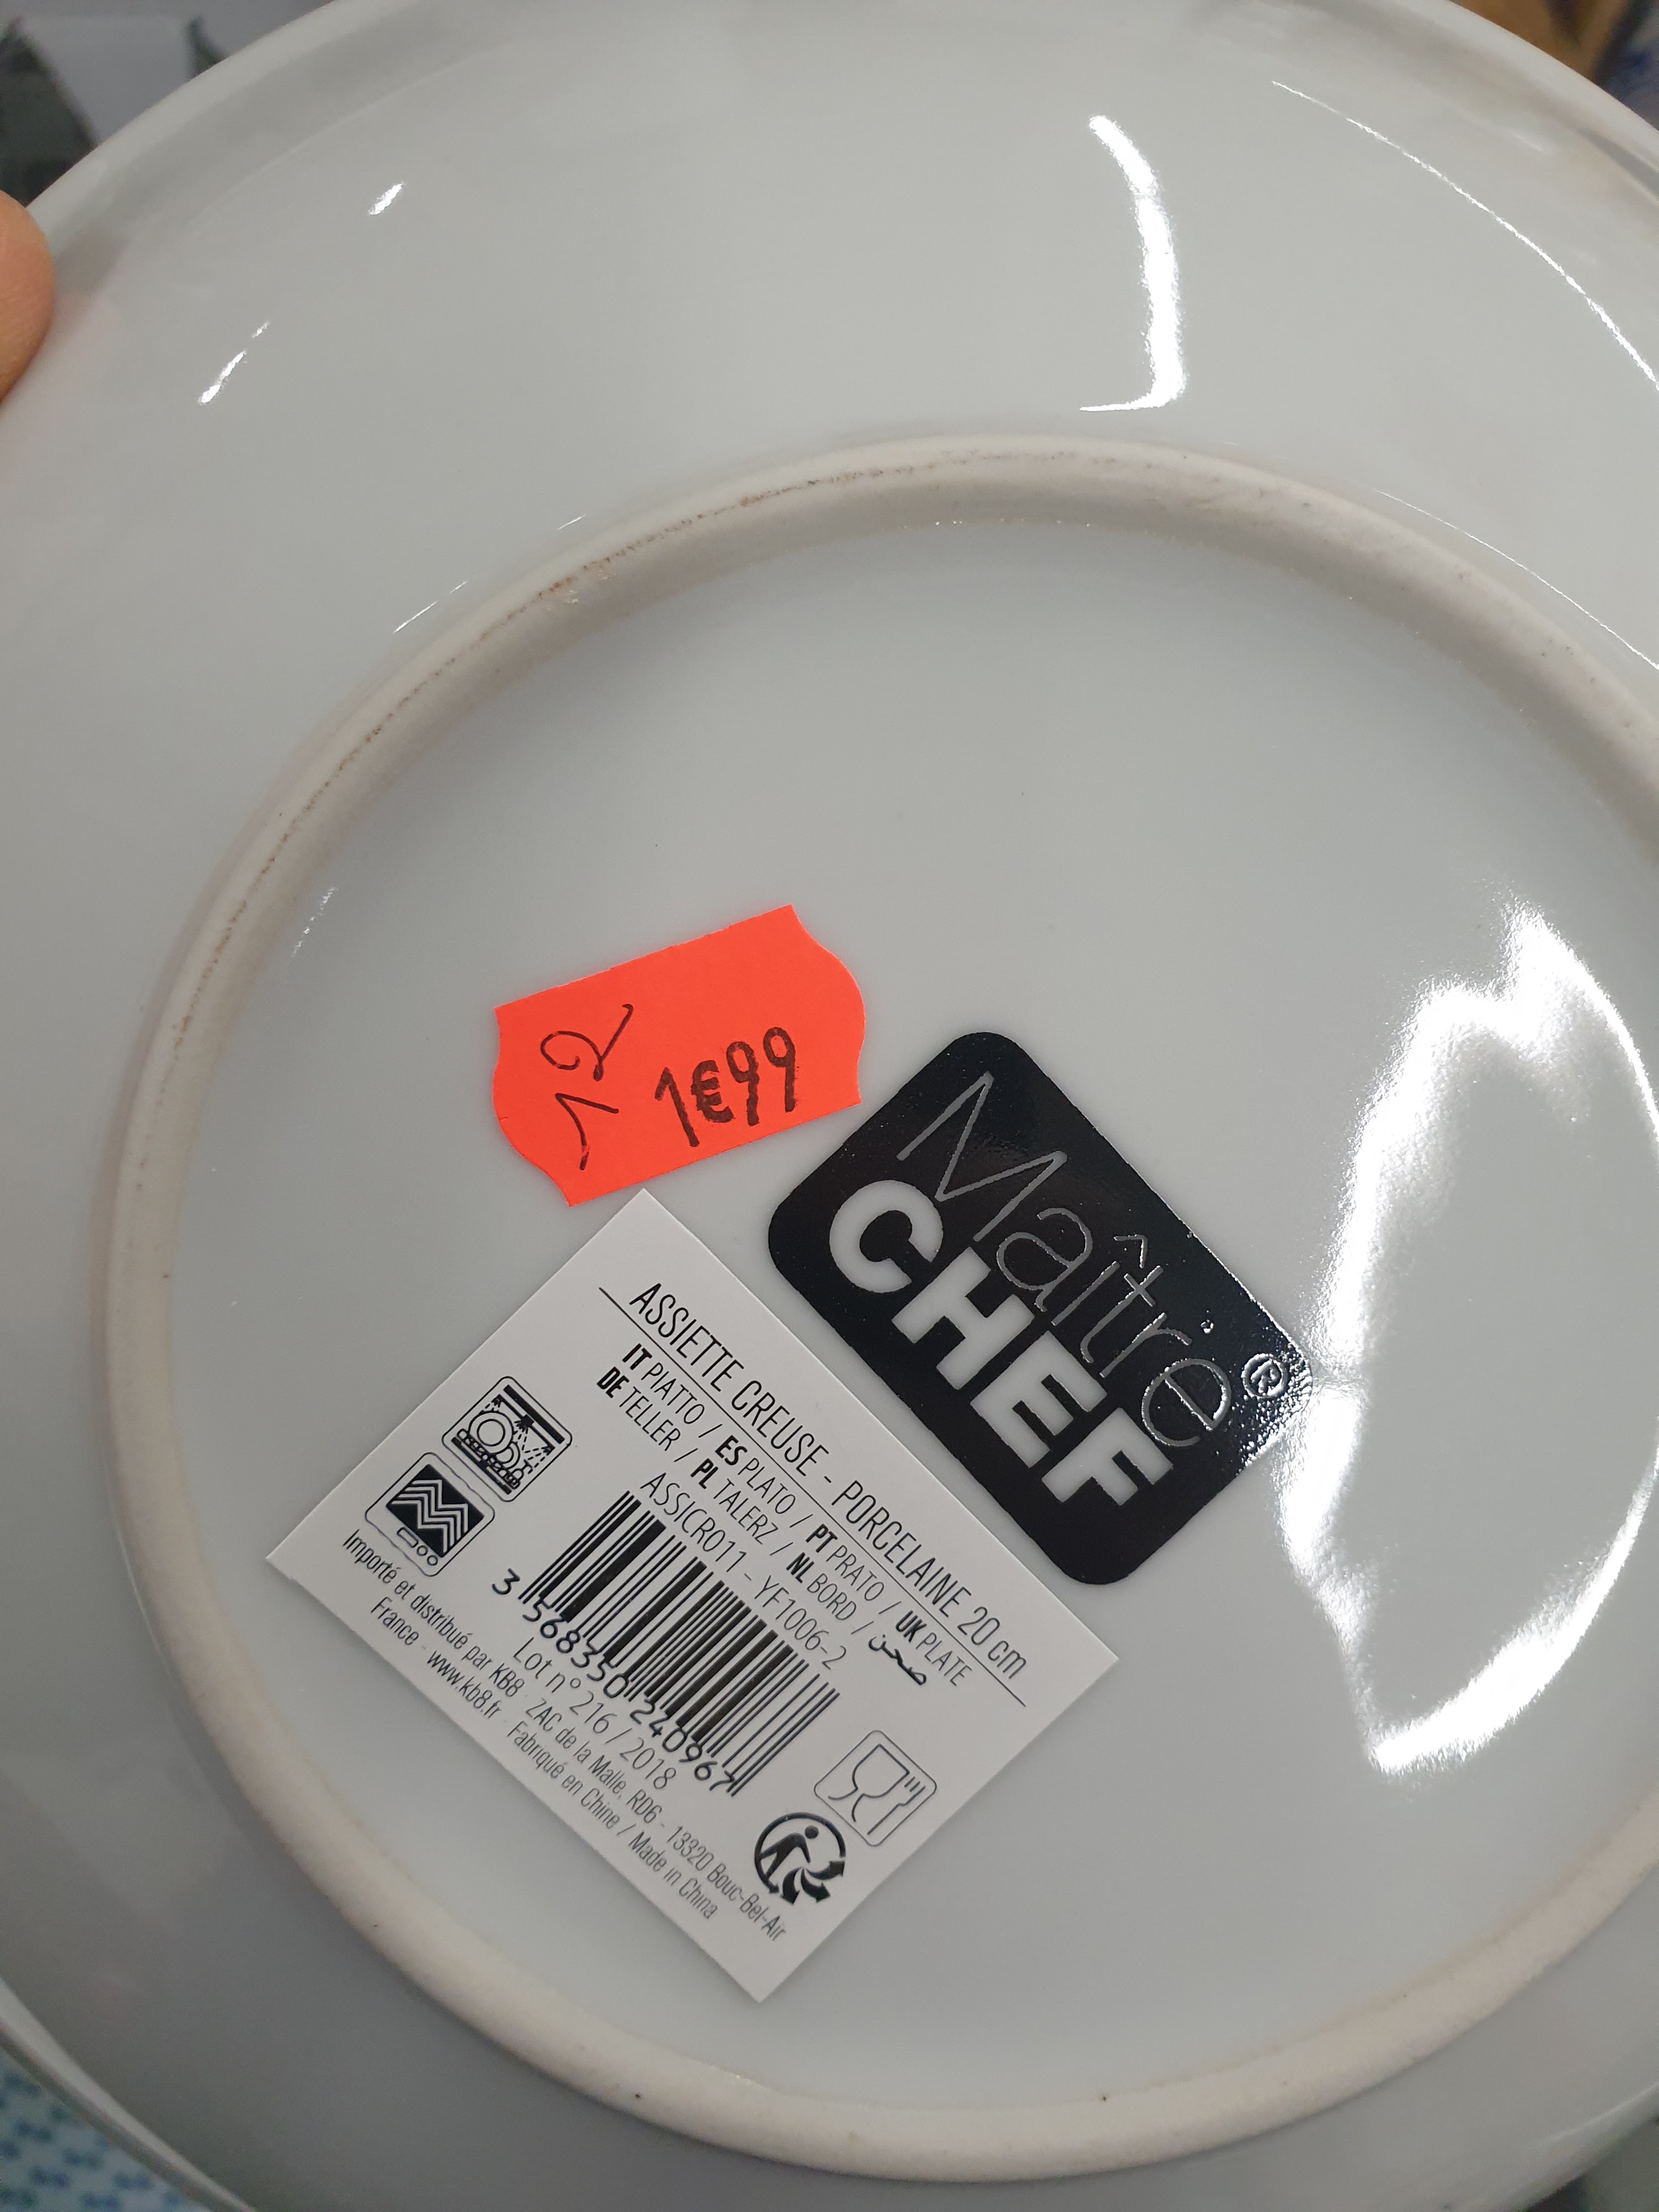 12
1€99
Maître
CHEF®
ASSIETTE CREUSE - PORCELAINE 20 cm
IT PIATTO / ES PLATO / PT PRATO / UK PLATE
DE TELLER / PL TALERZ / NL BORD / صحن
ASSICR011 - YF1006-2
3 568350 240967
Lot n° 216 / 2018
Importé et distribué par KB8 - ZAC de la Malle, RD6 - 13320 Bouc-Bel-Air
France - www.kb8.fr - Fabriqué en Chine / Made in China